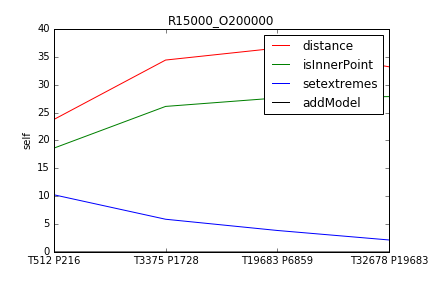 R15000_O200000
40
35
30
25
20
15
10
5
0
self
distance
isInnerPoint
setextremes
addModel
T512 P216
T3375 P1728
T19683 P6859
T32678 P19683